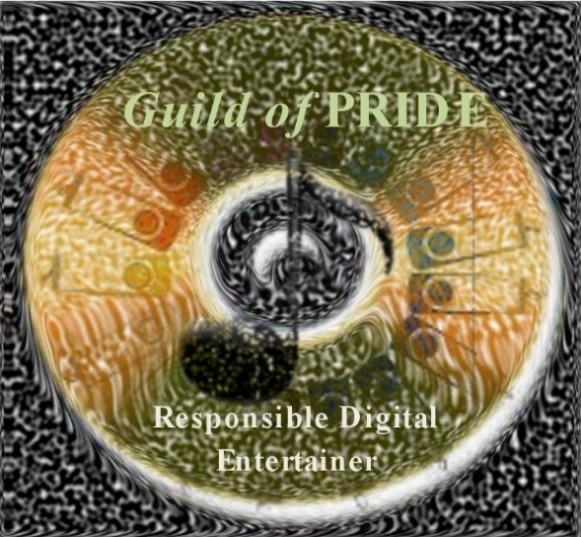 Guild of PRIDE
Responsible Digital
Entertainer